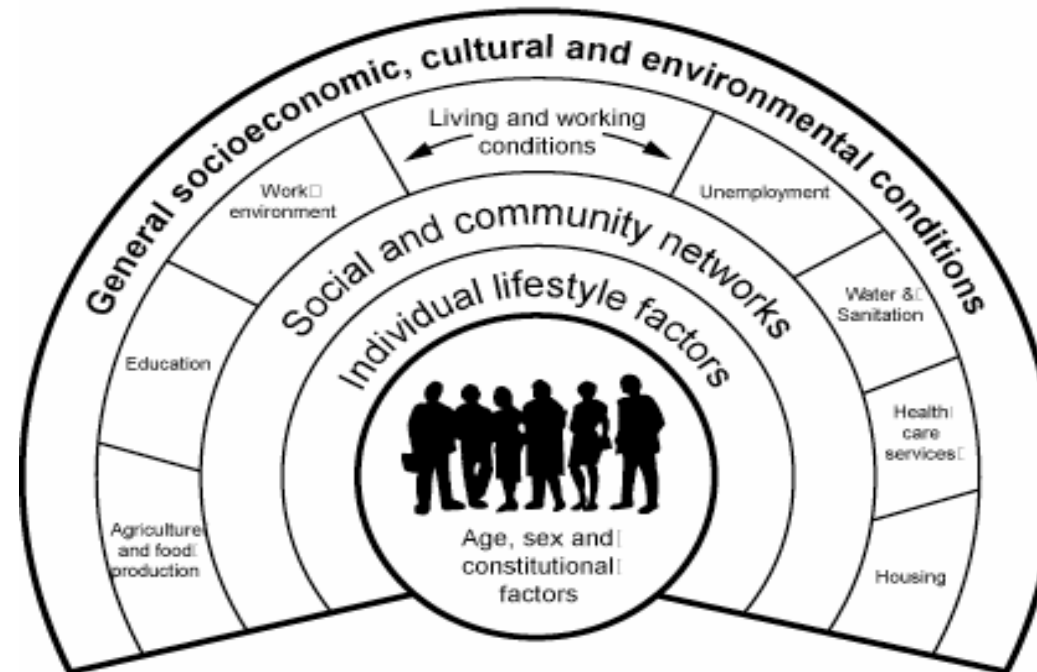 General socioeconomic, cultural and environmental conditions
Living and working
conditions
Work
environment
Unemployment
Education
Water &
Sanitation
Agriculture
and food
production
Health
care
services
Housing
Social and community networks
Individual lifestyle factors
Age, sex and
constitutional
factors